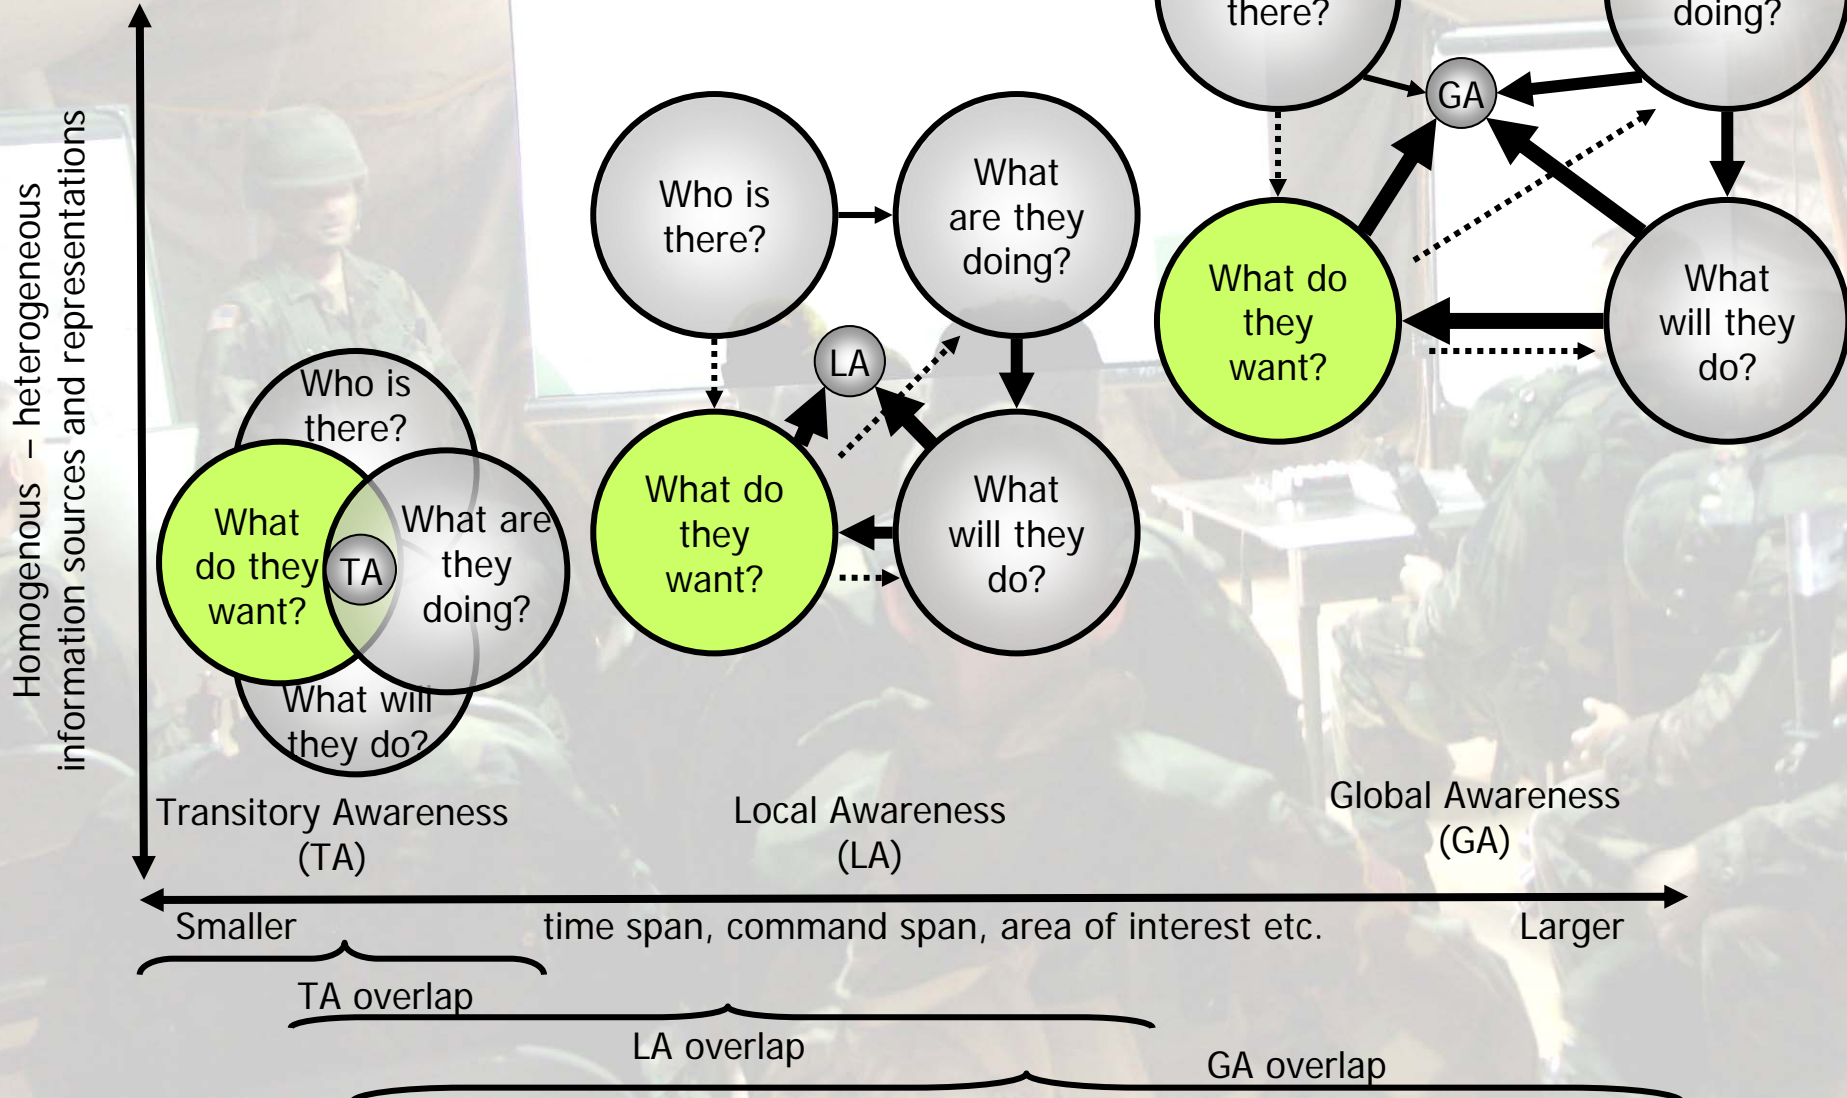 there?
doing?
GA
Who is
there?
What
are they
doing?
What do
they
want?
What
will they
do?
LA
What do
they
want?
What
will they
do?
Who is
there?
What
do they
want?
TA
What are
they
doing?
What will
they do?
Homogenous – heterogeneous
information sources and representations
Transitory Awareness
(TA)
Local Awareness
(LA)
Global Awareness
(GA)
Smaller
time span, command span, area of interest etc.
Larger
TA overlap
LA overlap
GA overlap